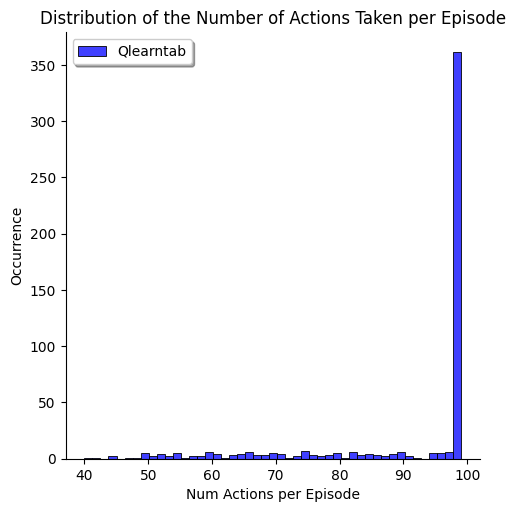 Distribution of the Number of Actions Taken per Episode
Qlearntab
Occurrence
350
300
250
200
150
100
50
0
40 50 60 70 80 90 100
Num Actions per Episode